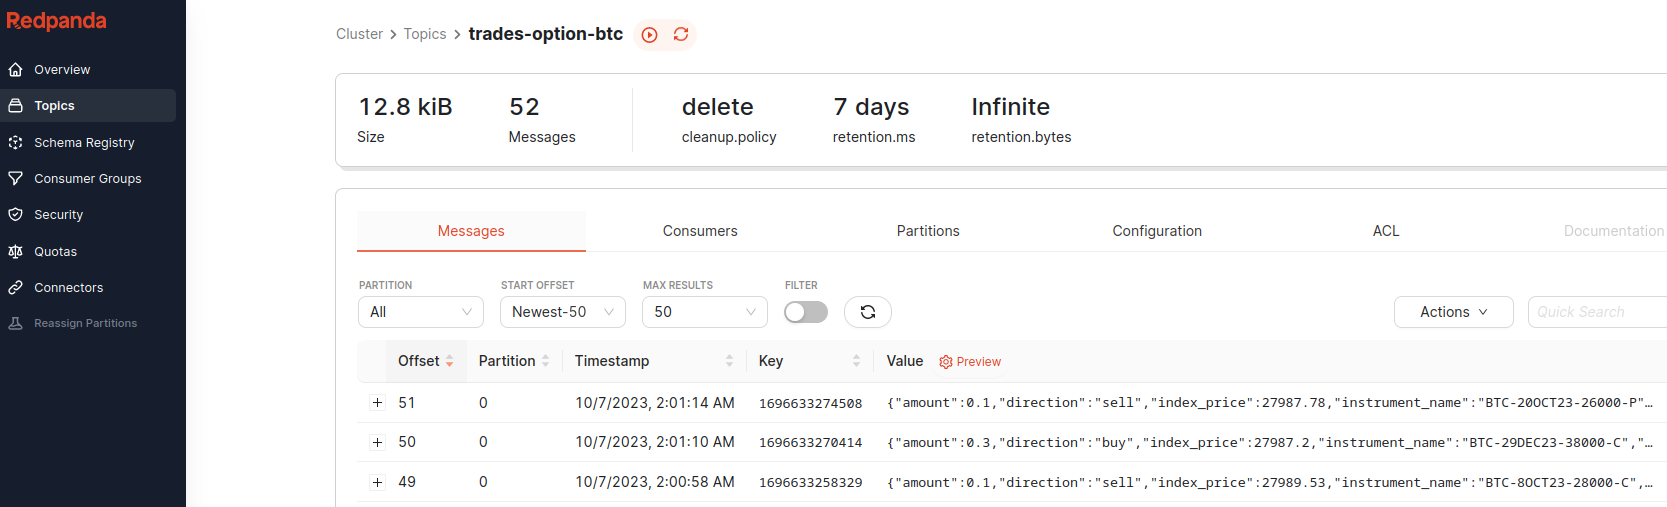 Redpanda
Overview
Topics
Schema Registry
Consumer Groups
Security
Quotas
Connectors
Reassign Partitions
Cluster > Topics > trades-option-btc
12.8 kiB 52 delete 7 days Infinite
Size Messages cleanup.policy retention.ms retention.bytes
Messages Consumers Partitions Configuration ACL Documentation
PARTITION START OFFSET MAX RESULTS FILTER
All Newest-50 50 Actions Quick Search
Offset Partition Timestamp Key Value Preview
+ 51 0 10/7/2023, 2:01:14 AM 1696633274508 {"amount":0.1,"direction":"sell","index_price":27987.78,"instrument_name":"BTC-20OCT23-26000-P"…
+ 50 0 10/7/2023, 2:01:10 AM 1696633270414 {"amount":0.3,"direction":"buy","index_price":27987.2,"instrument_name":"BTC-29DEC23-38000-C","…
+ 49 0 10/7/2023, 2:00:58 AM 1696633258329 {"amount":0.1,"direction":"sell","index_price":27989.53,"instrument_name":"BTC-8OCT23-28000-C",…